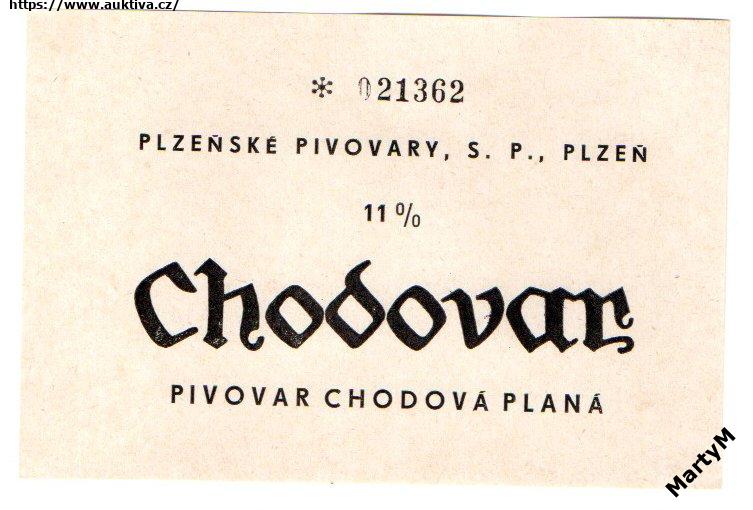 https://www.auktiva.cz/
* 021362
PLZEŇSKÉ PIVOVARY, S. P., PLZEŇ
11 %
Chodovar
PIVOVAR CHODOVÁ PLANÁ
MartyM